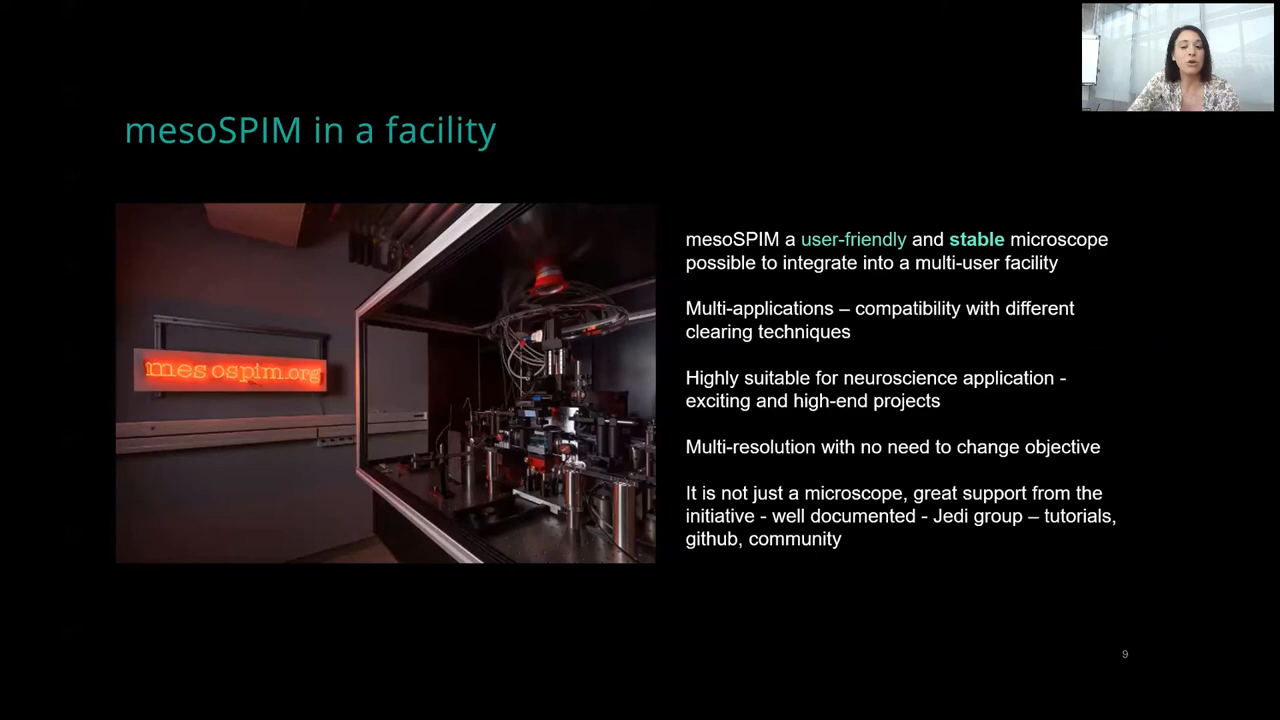 mesoSPIM in a facility
mesospim.org
mesoSPIM a user-friendly and stable microscope
possible to integrate into a multi-user facility
Multi-applications – compatibility with different
clearing techniques
Highly suitable for neuroscience application -
exciting and high-end projects
Multi-resolution with no need to change objective
It is not just a microscope, great support from the
initiative - well documented - Jedi group – tutorials,
github, community
9